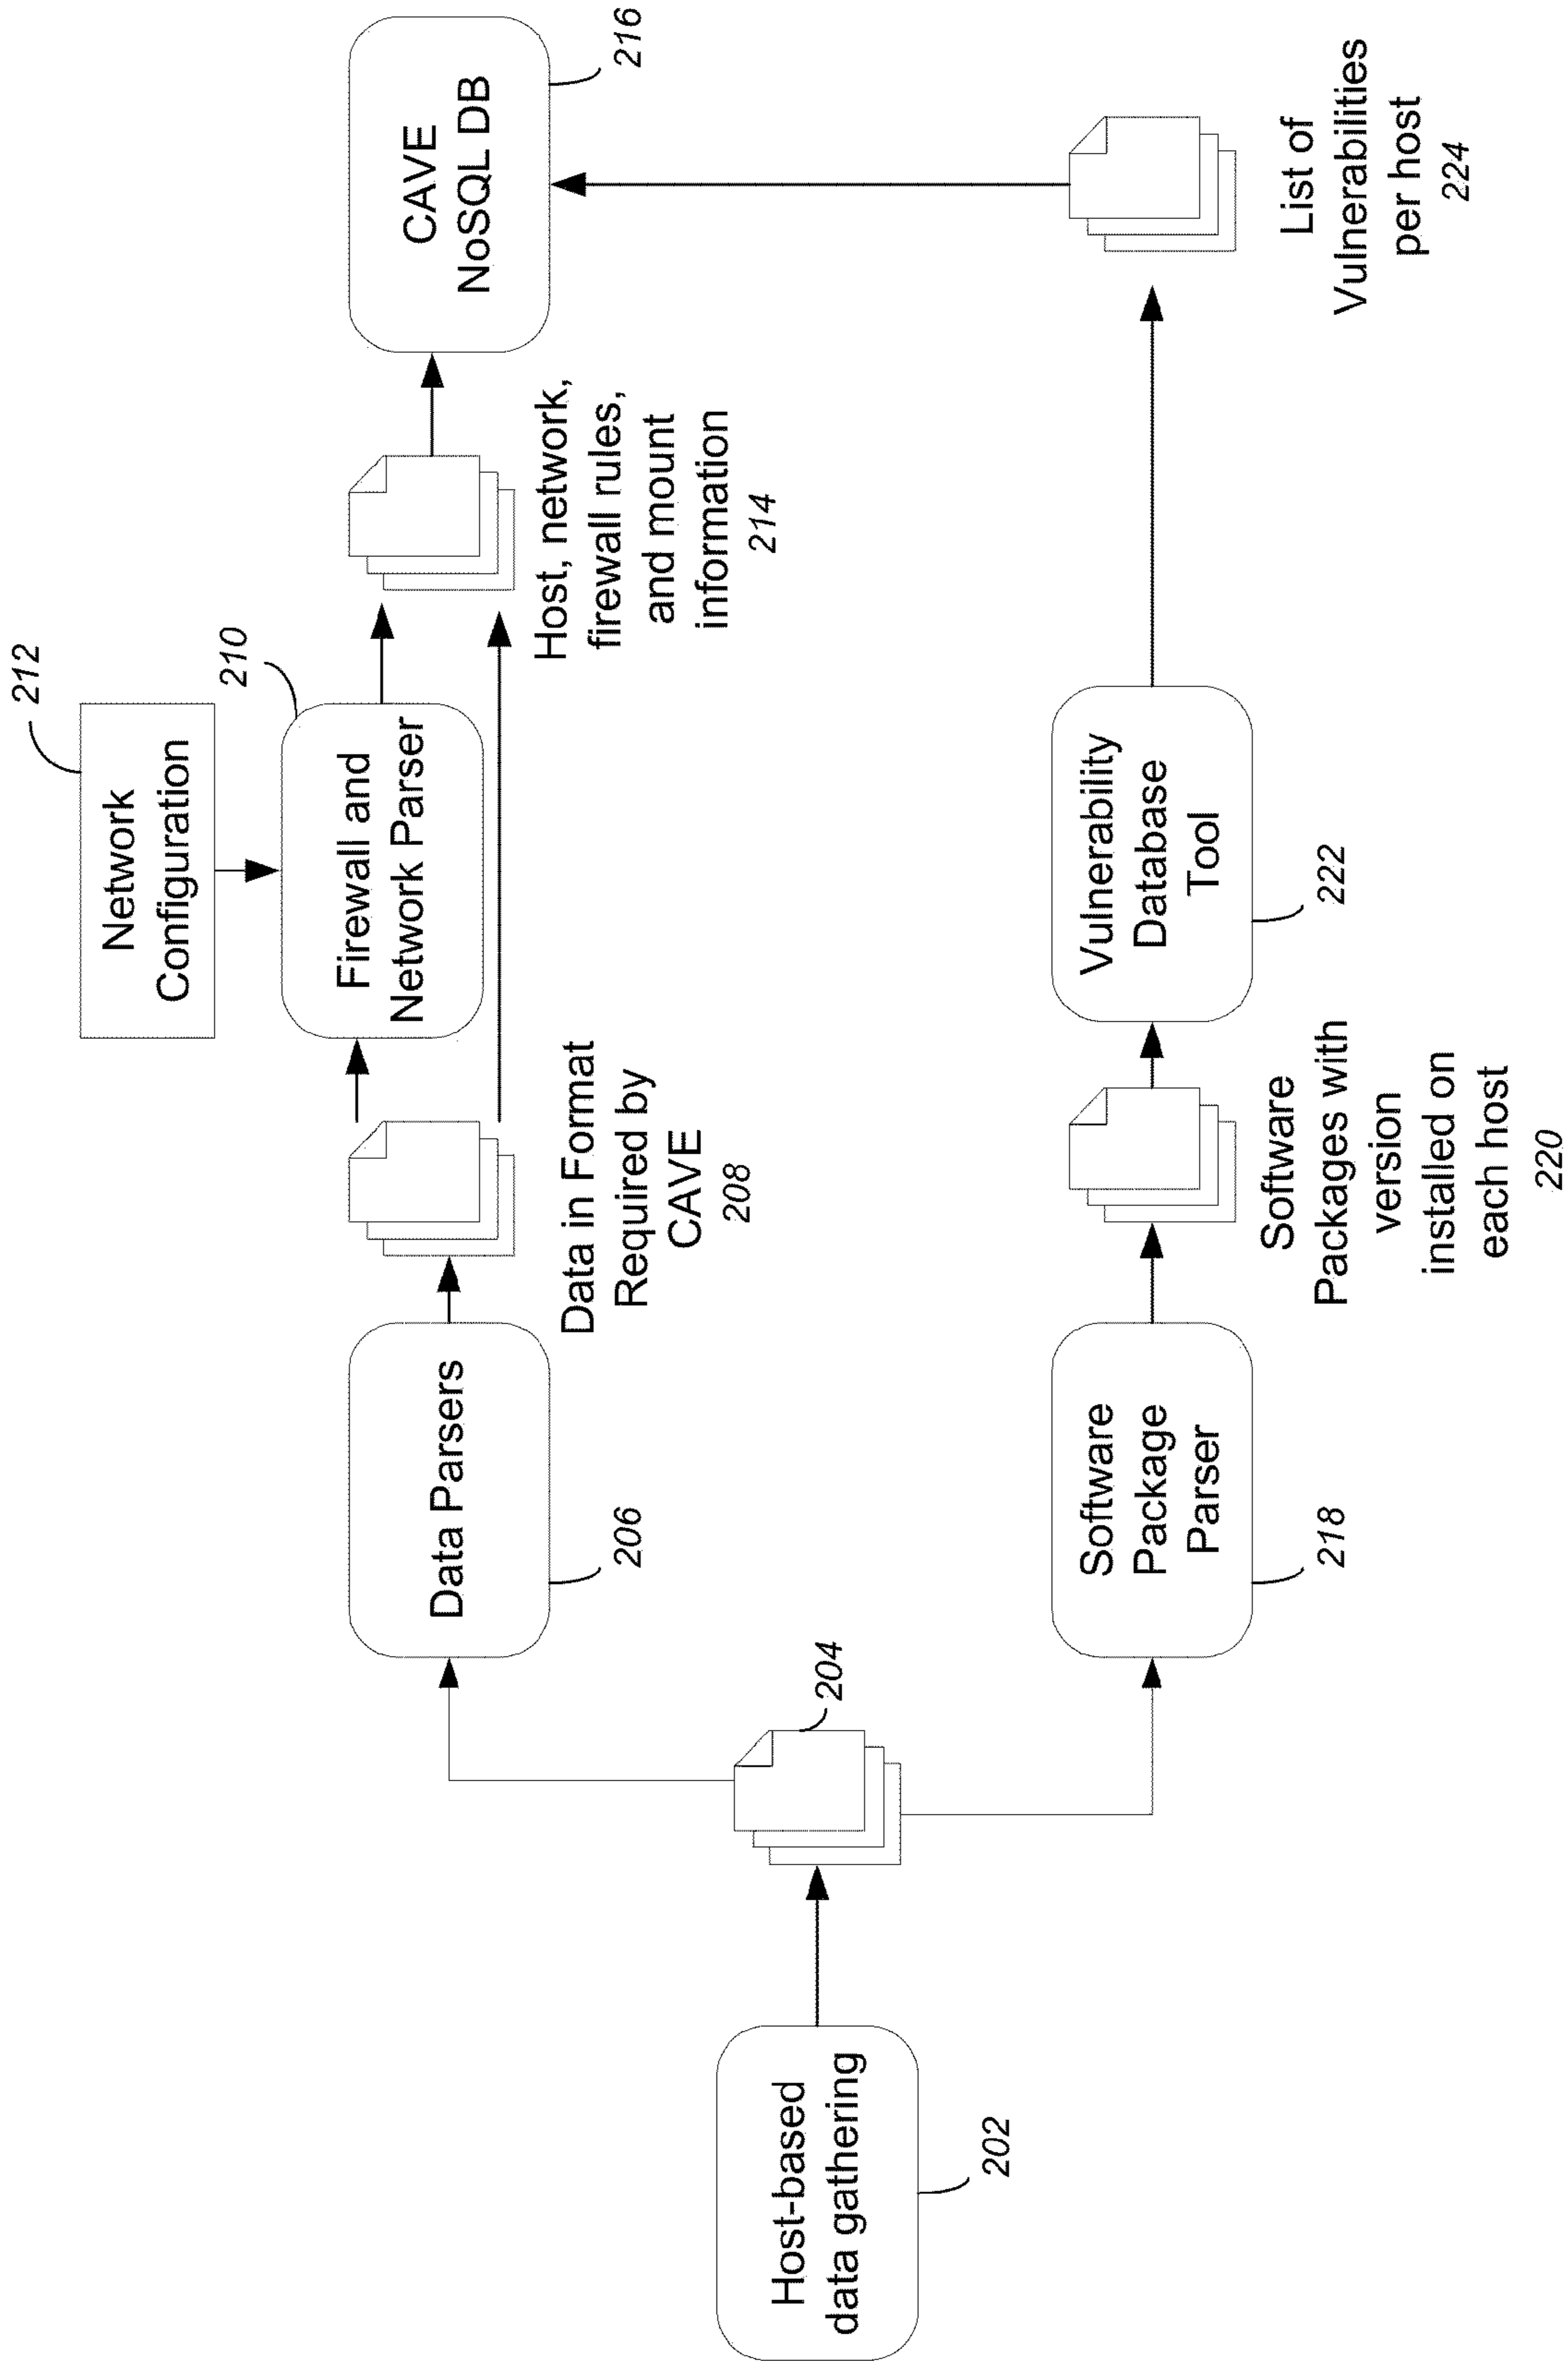 Network
Configuration
212
Firewall and
Network Parser
210
CAVE
NoSQL DB
216
Data Parsers
206
Data in Format
Required by
CAVE
208
Host, network,
firewall rules,
and mount
information
214
Host-based
data gathering
202
204
Software
Package
Parser
218
Software
Packages with
version
installed on
each host
220
Vulnerability
Database
Tool
222
List of
Vulnerabilities
per host
224